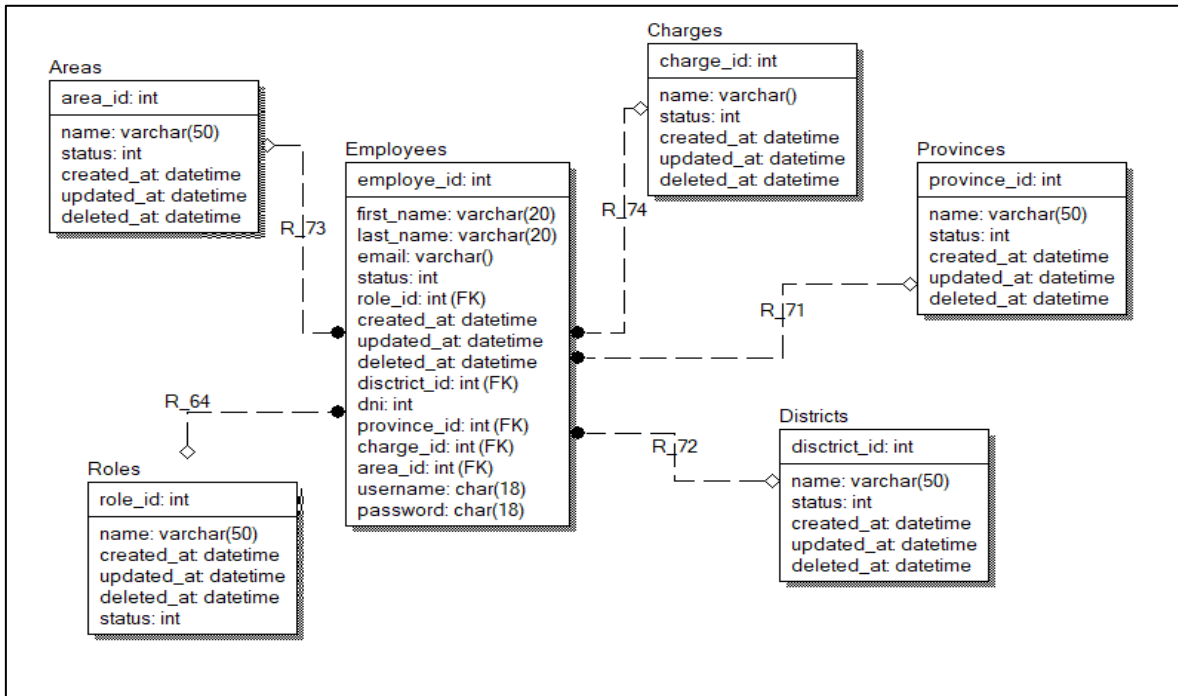 Areas
area_id: int
name: varchar(50)
status: int
created_at: datetime
updated_at: datetime
deleted_at: datetime
R_73
Employees
employe_id: int
first_name: varchar(20)
last_name: varchar(20)
email: varchar()
status: int
role_id: int (FK)
created_at: datetime
updated_at: datetime
deleted_at: datetime
disctrict_id: int (FK)
dni: int
province_id: int (FK)
charge_id: int (FK)
area_id: int (FK)
username: char(18)
password: char(18)
Charges
charge_id: int
name: varchar()
status: int
created_at: datetime
updated_at: datetime
deleted_at: datetime
R_74
Provinces
province_id: int
name: varchar(50)
status: int
created_at: datetime
updated_at: datetime
deleted_at: datetime
R_71
R_64
Roles
role_id: int
name: varchar(50)
created_at: datetime
updated_at: datetime
deleted_at: datetime
status: int
R_72
Districts
disctrict_id: int
name: varchar(50)
status: int
created_at: datetime
updated_at: datetime
deleted_at: datetime